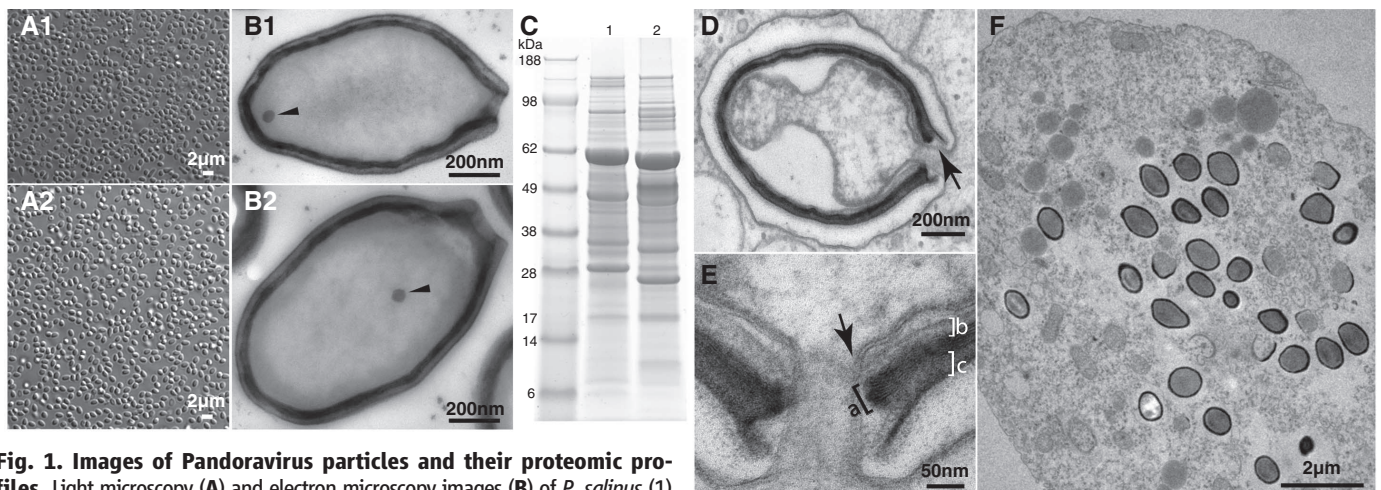 A1
2µm
A2
2µm
B1
200nm
B2
200nm
C
1 2
kDa
188
98
62
49
38
28
17
14
6
D
200nm
E
b
c
a
50nm
F
2µm
Fig. 1. Images of Pandoravirus particles and their proteomic pro-
files. Light microscopy (A) and electron microscopy images (B) of P. salinus (1)